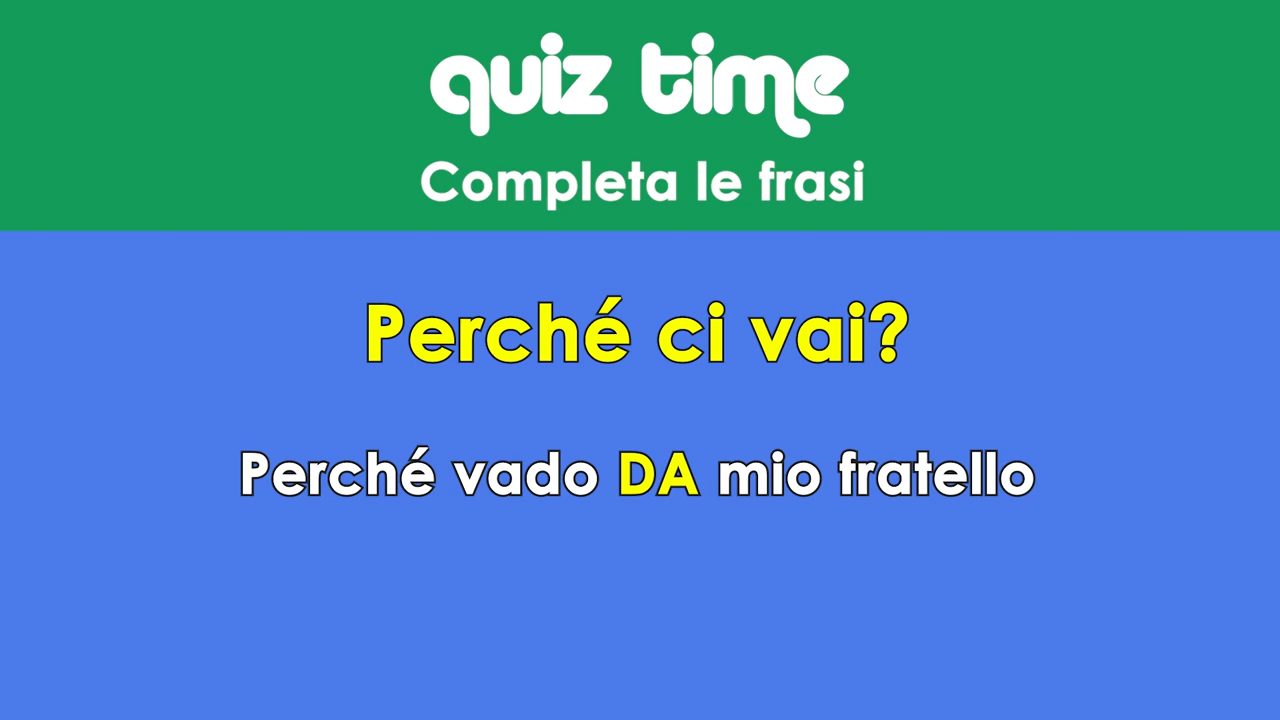 quiz time
Completa le frasi
Perché ci vai?
Perché vado DA mio fratello